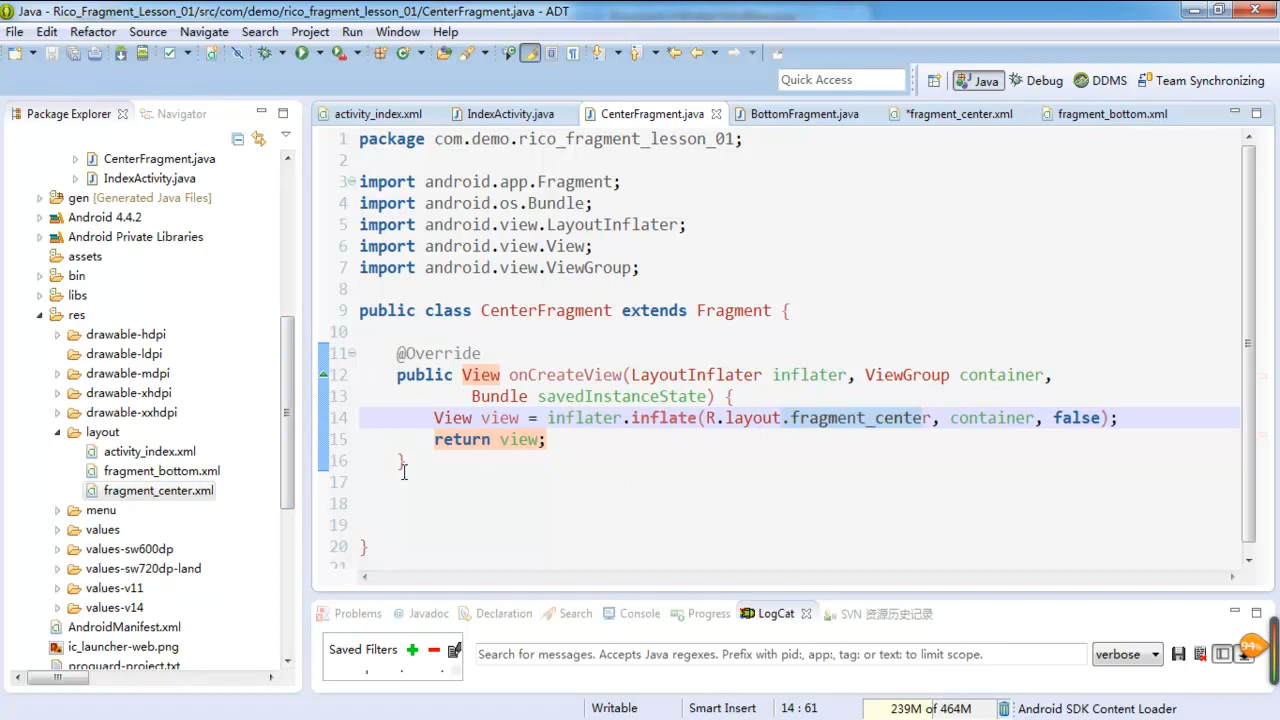 Java - Rico_Fragment_Lesson_01/src/com/demo/rico_fragment_lesson_01/CenterFragment.java - ADT
File Edit Refactor Source Navigate Search Project Run Window Help
Quick Access
Java Debug DDMS Team Synchronizing
Package Explorer Navigator
CenterFragment.java
IndexActivity.java
gen [Generated Java Files]
Android 4.4.2
Android Private Libraries
assets
bin
libs
res
drawable-hdpi
drawable-ldpi
drawable-mdpi
drawable-xhdpi
drawable-xxhdpi
layout
activity_index.xml
fragment_bottom.xml
fragment_center.xml
menu
values
values-sw600dp
values-sw720dp-land
values-v11
values-v14
AndroidManifest.xml
ic_launcher-web.png
proguard-project.txt
activity_index.xml IndexActivity.java CenterFragment.java BottomFragment.java *fragment_center.xml fragment_bottom.xml
1 package com.demo.rico_fragment_lesson_01;
2
3 import android.app.Fragment;
4 import android.os.Bundle;
5 import android.view.LayoutInflater;
6 import android.view.View;
7 import android.view.ViewGroup;
8
9 public class CenterFragment extends Fragment {
10
11 @Override
12 public View onCreateView(LayoutInflater inflater, ViewGroup container,
13 Bundle savedInstanceState) {
14 View view = inflater.inflate(R.layout.fragment_center, container, false);
15 return view;
16 }
17
18
19
20 }
21
Problems Javadoc Declaration Search Console Progress LogCat SVN 资源历史记录
Saved Filters
Search for messages. Accepts Java regexes. Prefix with pid:, app:, tag: or text: to limit scope.
verbose
94%
Writable Smart Insert 14 : 61 239M of 464M Android SDK Content Loader